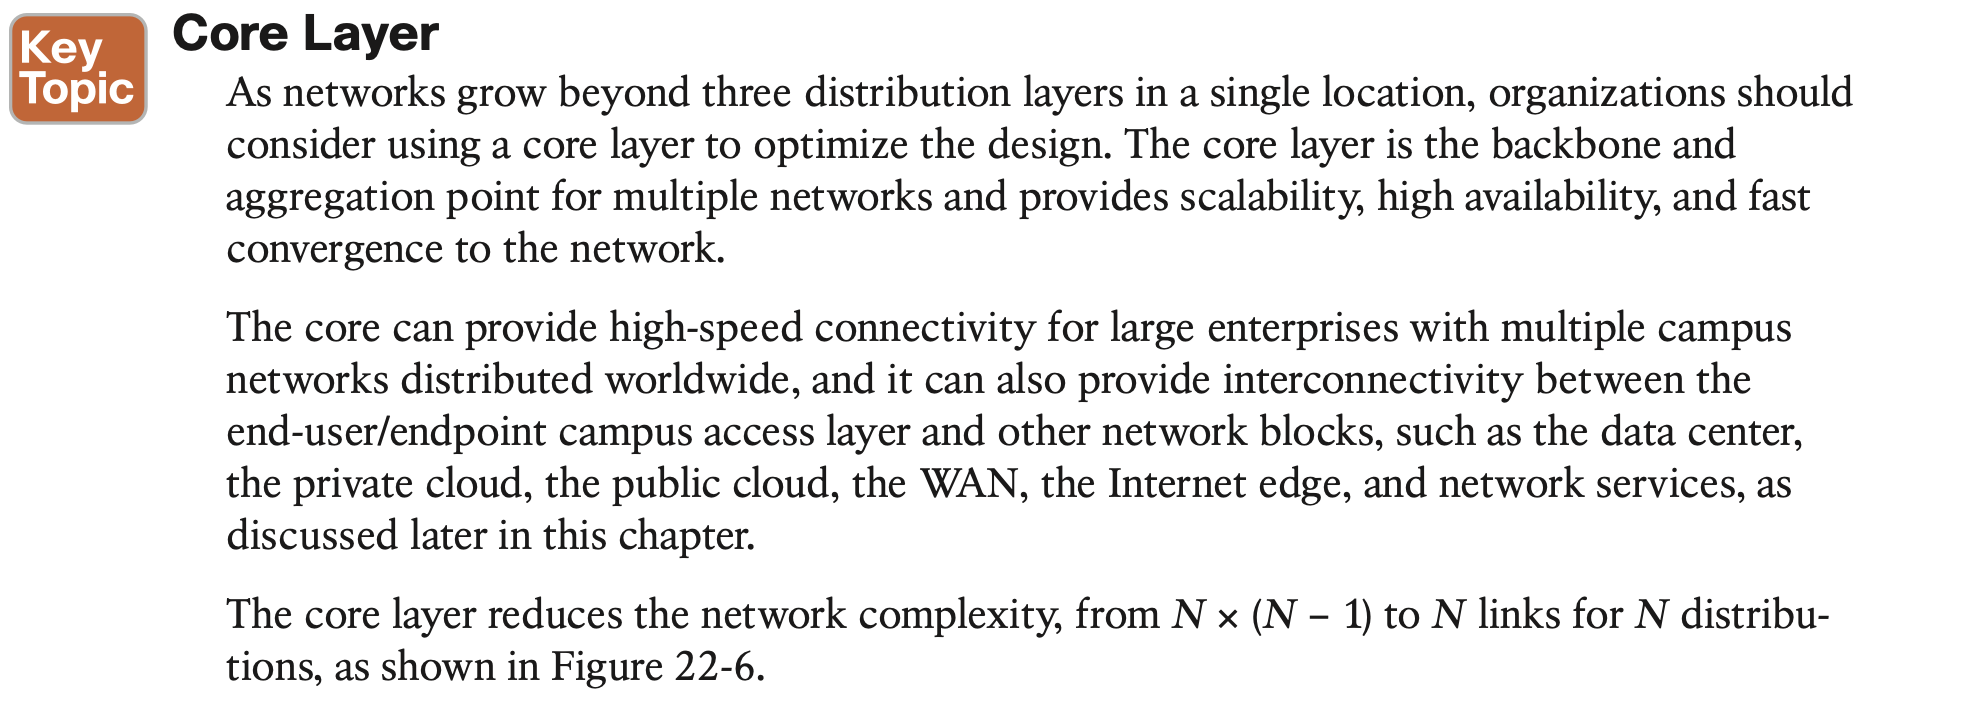 Key
Topic
Core Layer
As networks grow beyond three distribution layers in a single location, organizations should
consider using a core layer to optimize the design. The core layer is the backbone and
aggregation point for multiple networks and provides scalability, high availability, and fast
convergence to the network.
The core can provide high-speed connectivity for large enterprises with multiple campus
networks distributed worldwide, and it can also provide interconnectivity between the
end-user/endpoint campus access layer and other network blocks, such as the data center,
the private cloud, the public cloud, the WAN, the Internet edge, and network services, as
discussed later in this chapter.
The core layer reduces the network complexity, from N × (N – 1) to N links for N distribu-
tions, as shown in Figure 22-6.